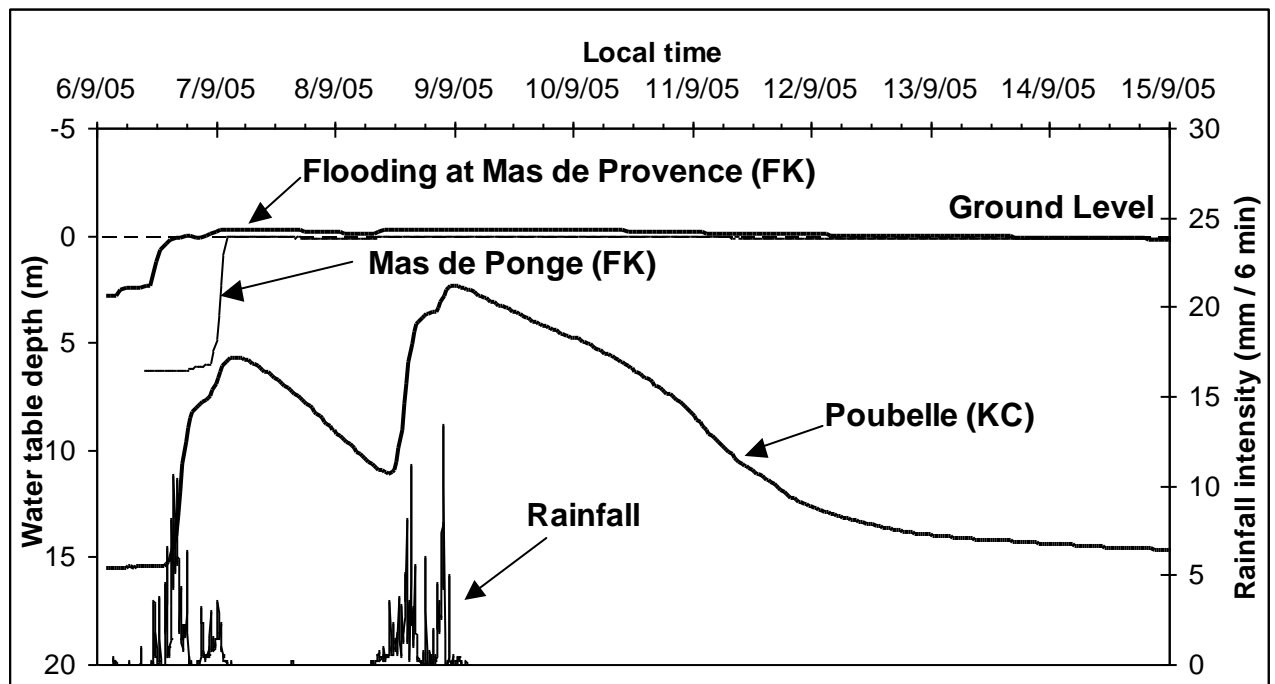 Local time
6/9/05 7/9/05 8/9/05 9/9/05 10/9/05 11/9/05 12/9/05 13/9/05 14/9/05 15/9/05
-5
0
5
10
15
20
Water table depth (m)
Flooding at Mas de Provence (FK)
Ground Level
Mas de Ponge (FK)
Poubelle (KC)
Rainfall
30
25
20
15
10
5
0
Rainfall intensity (mm / 6 min)